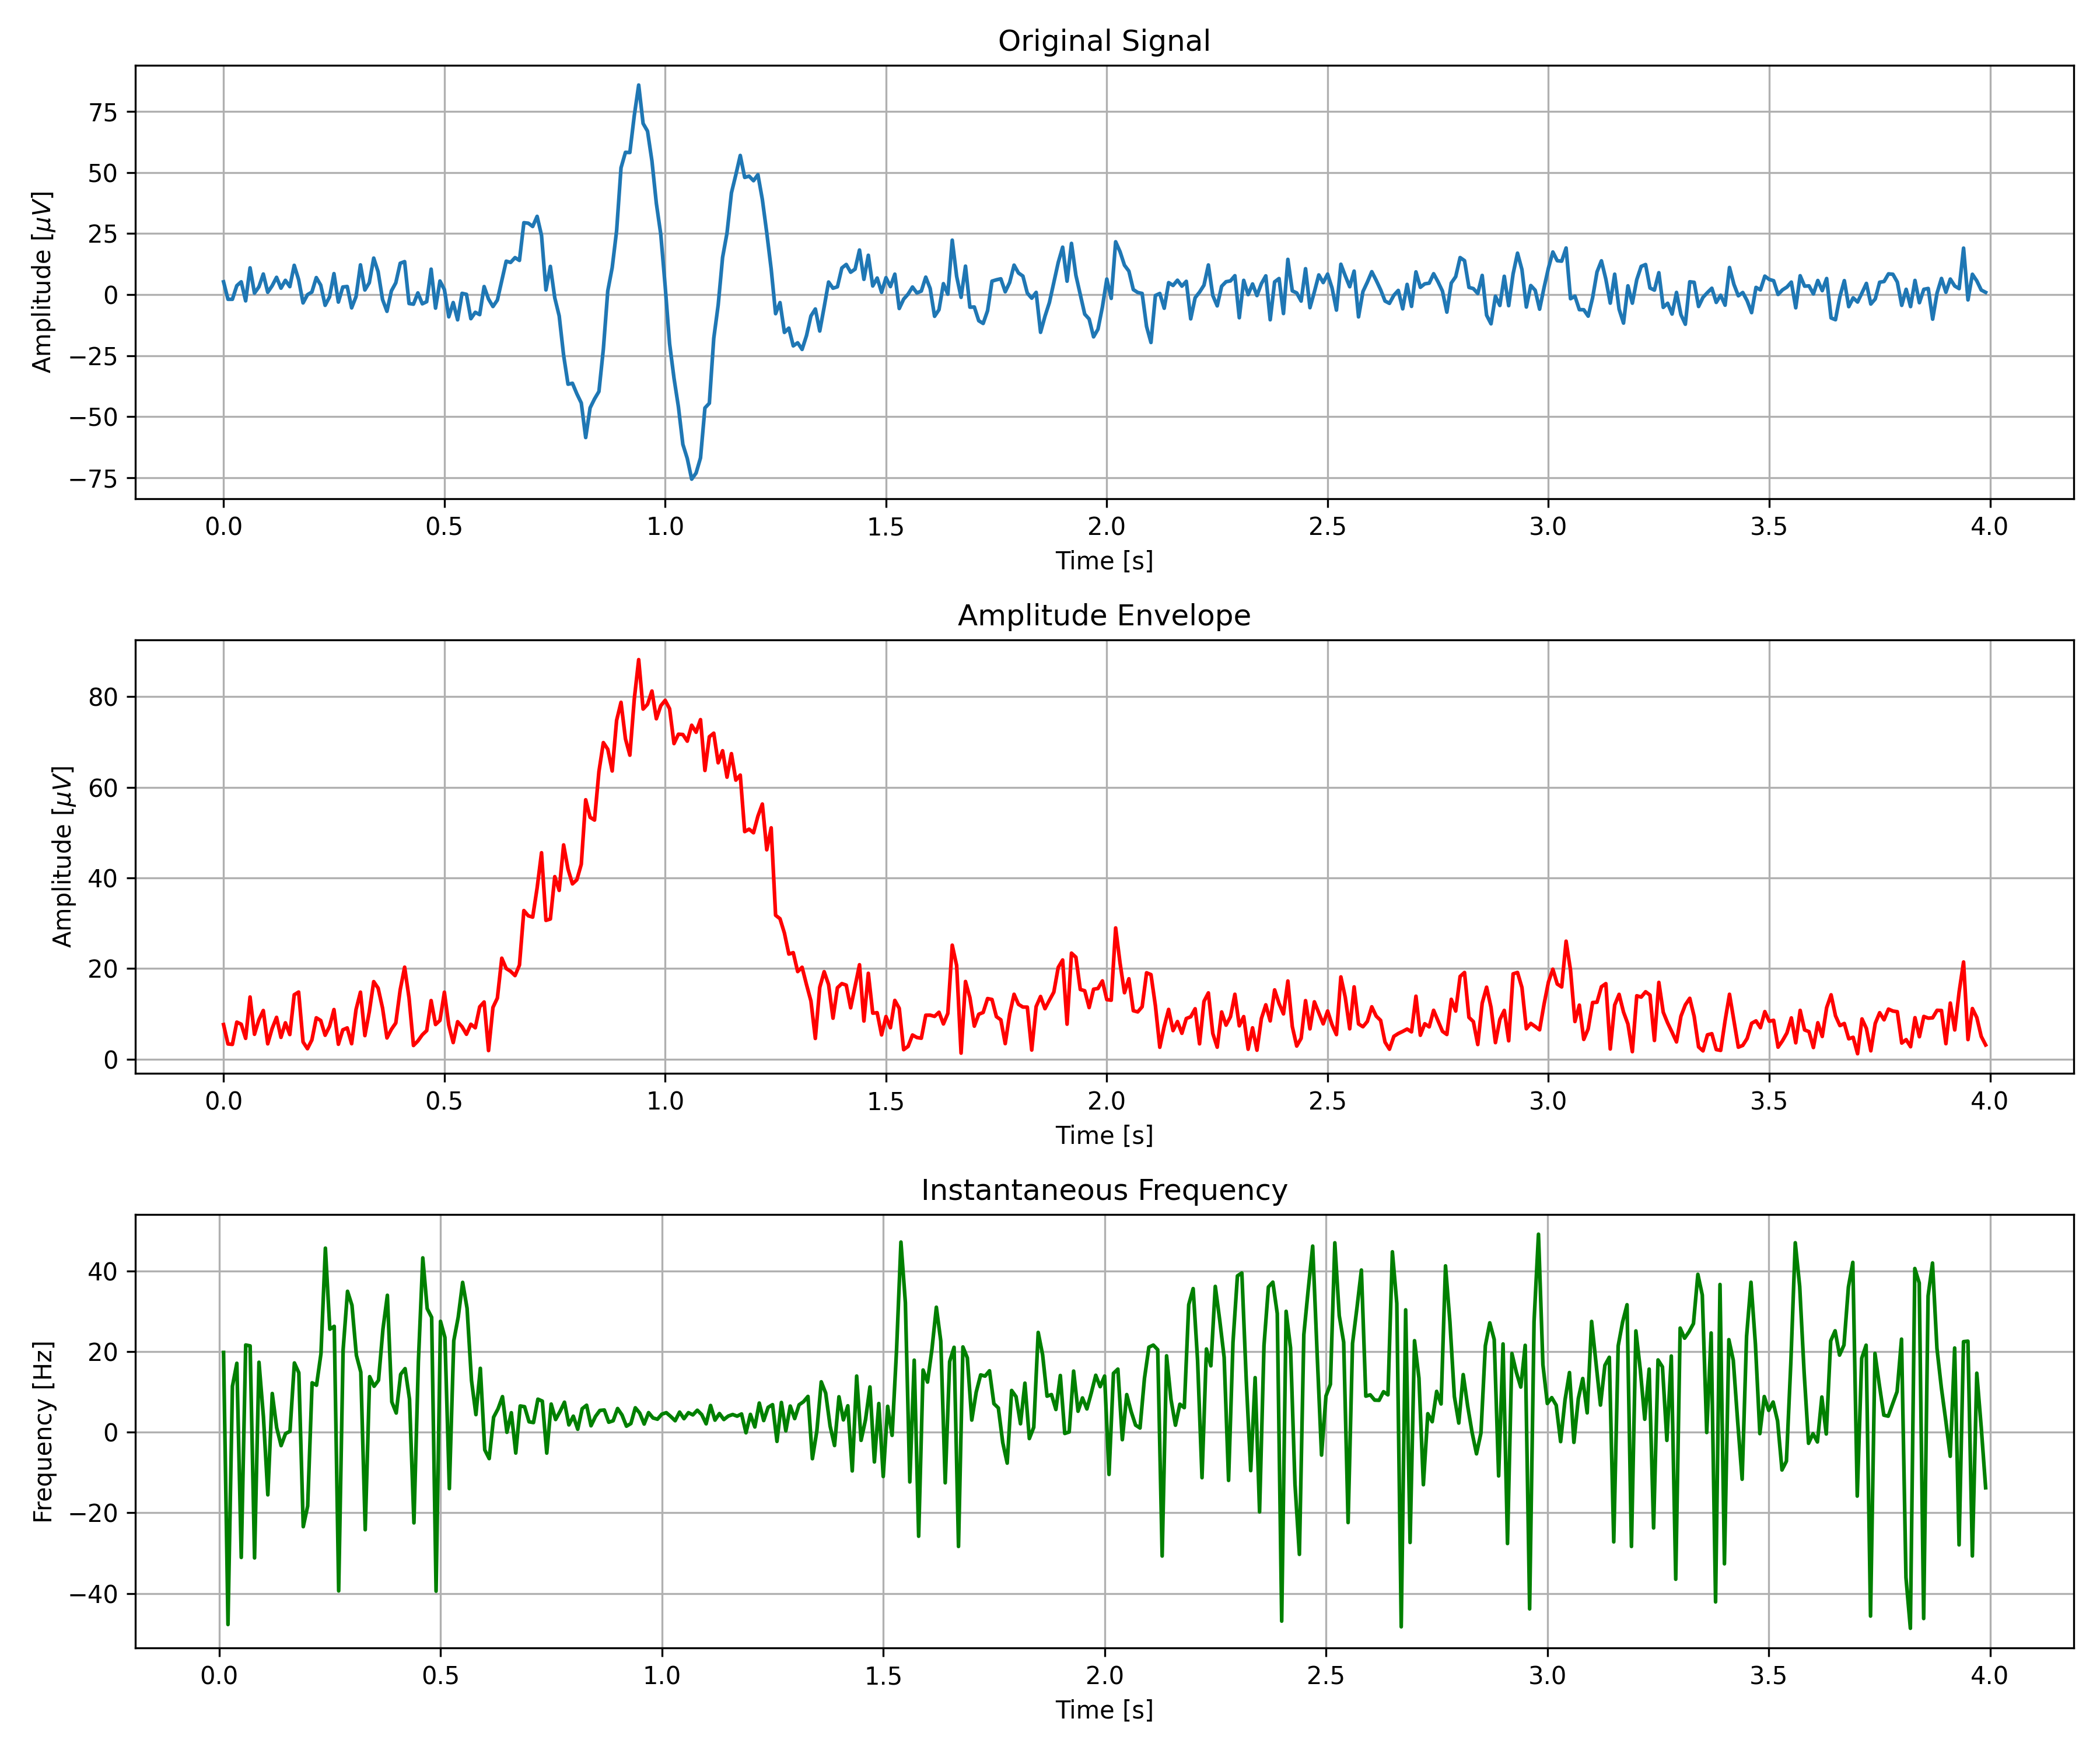 Original Signal
Amplitude [μV]
75
50
25
0
−25
−50
−75
0.0 0.5 1.0 1.5 2.0 2.5 3.0 3.5 4.0
Time [s]
Amplitude Envelope
Amplitude [μV]
80
60
40
20
0
0.0 0.5 1.0 1.5 2.0 2.5 3.0 3.5 4.0
Time [s]
Instantaneous Frequency
Frequency [Hz]
40
20
0
−20
−40
0.0 0.5 1.0 1.5 2.0 2.5 3.0 3.5 4.0
Time [s]